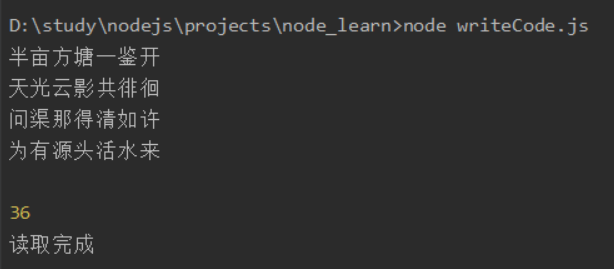 D:\study\nodejs\projects\node_learn>node writeCode.js
半亩方塘一鉴开
天光云影共徘徊
问渠那得清如许
为有源头活水来
36
读取完成